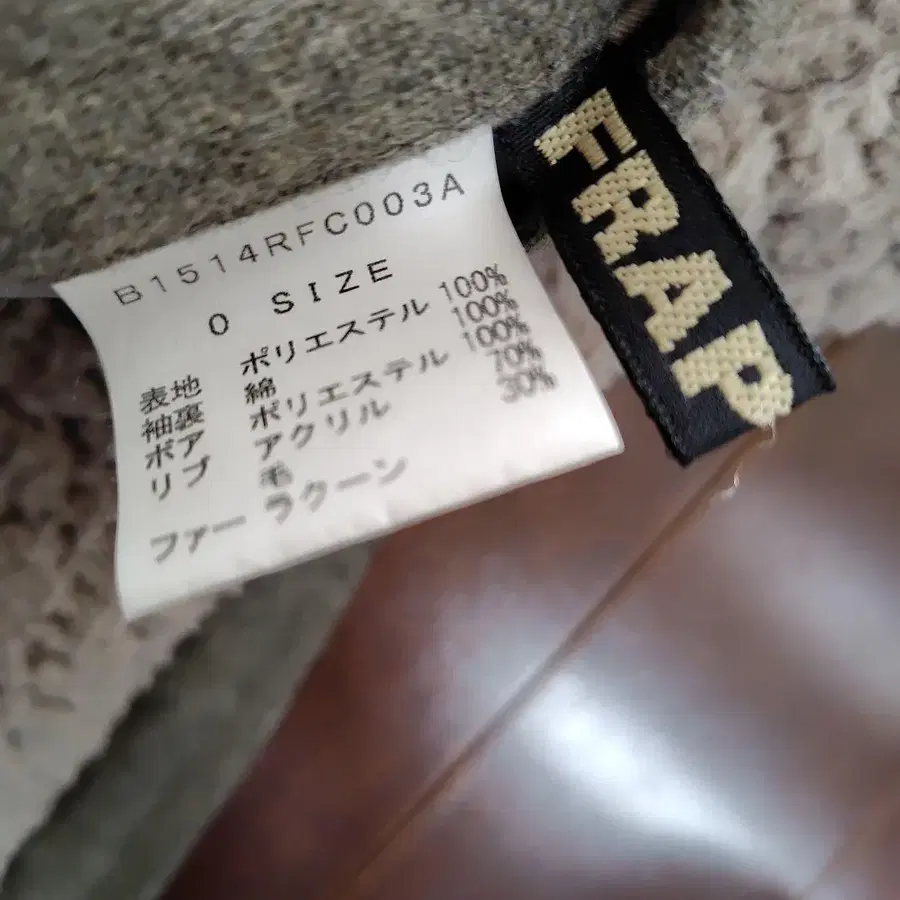 B1514RFC003A
0 SIZE
表地 ポリエステル 100%
袖裏 綿 100%
ボア ポリエステル 100%
リブ アクリル 70%
毛 30%
ファー ラクーン
FRAP